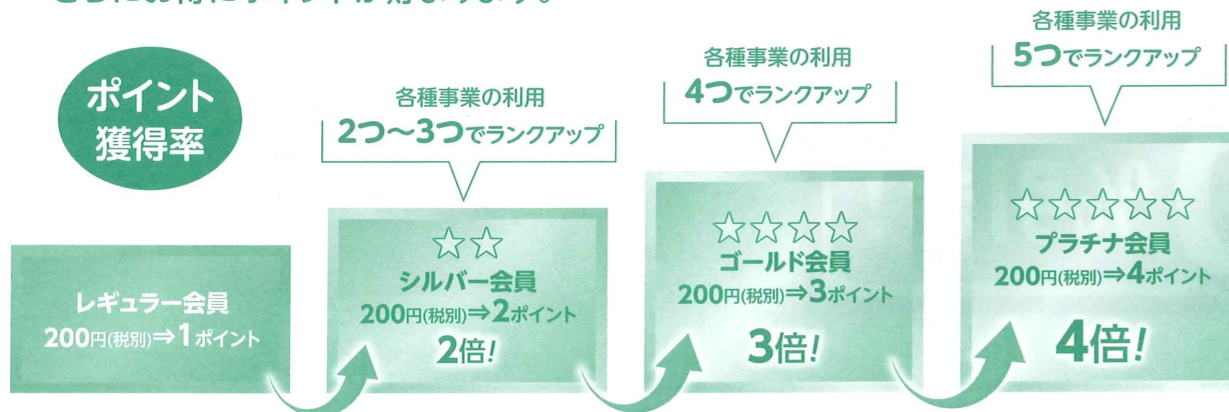 ポイント
獲得率
レギュラー会員
200円(税別)⇒1ポイント
各種事業の利用
2つ～3つでランクアップ
☆☆
シルバー会員
200円(税別)⇒2ポイント
2倍!
各種事業の利用
4つでランクアップ
☆☆☆☆
ゴールド会員
200円(税別)⇒3ポイント
3倍!
各種事業の利用
5つでランクアップ
☆☆☆☆☆
プラチナ会員
200円(税別)⇒4ポイント
4倍!